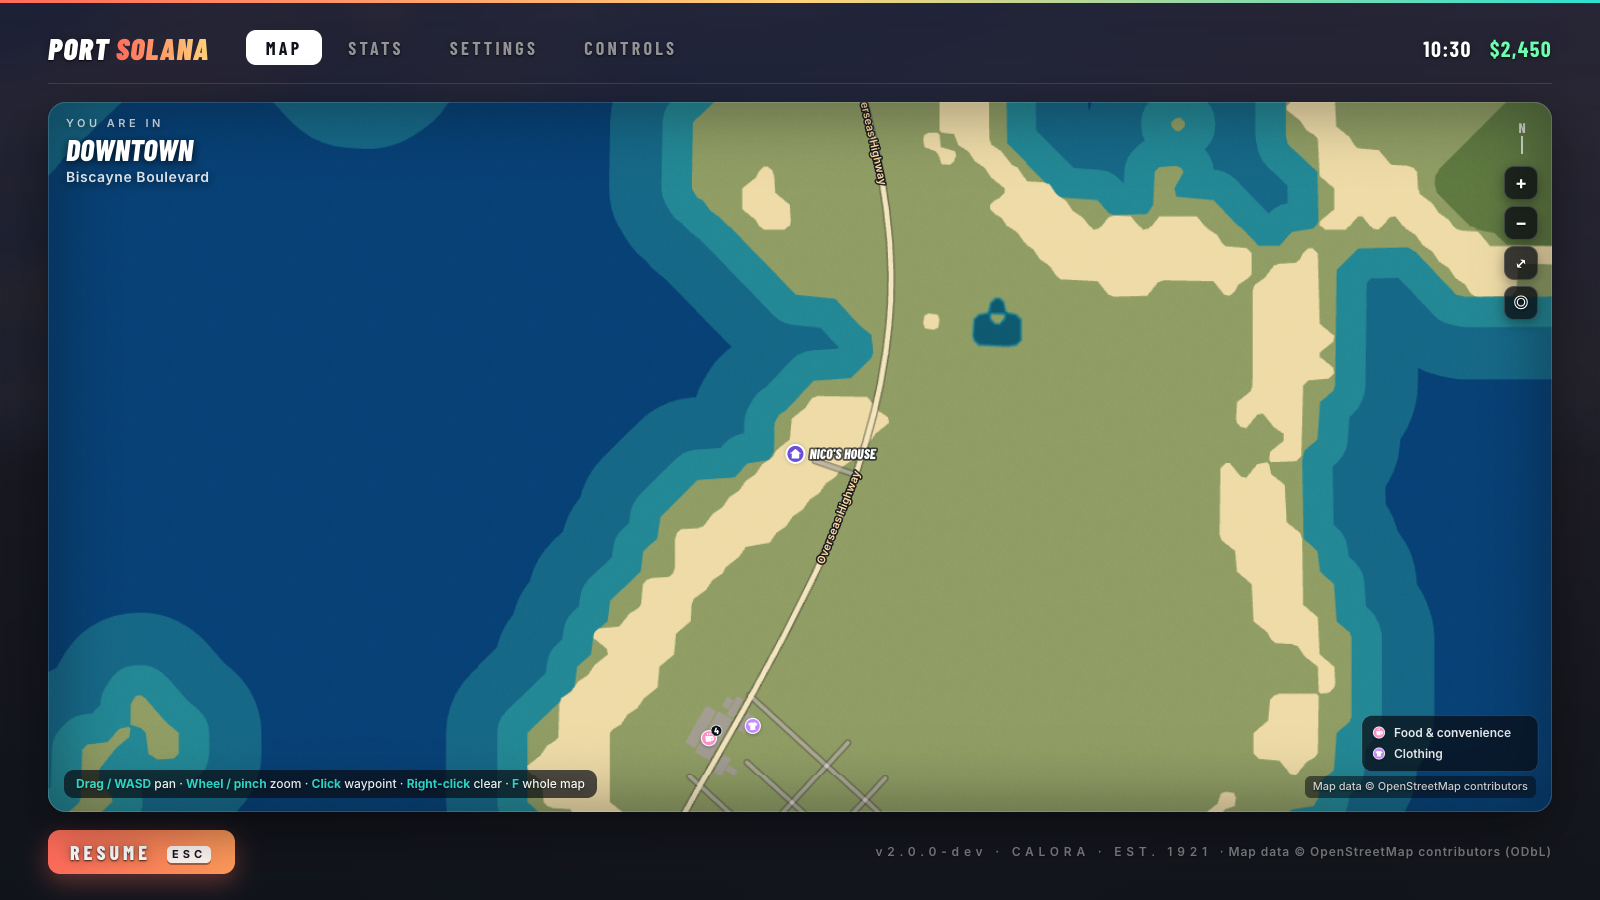 PORT SOLANA
MAP
STATS
SETTINGS
CONTROLS
10:30
$2,450
YOU ARE IN
DOWNTOWN
Biscayne Boulevard
erseas Highway
N
+
−
NICO'S HOUSE
Overseas Highway
4
Food & convenience
Clothing
Drag / WASD pan · Wheel / pinch zoom · Click waypoint · Right-click clear · F whole map
Map data © OpenStreetMap contributors
RESUME ESC
v2.0.0-dev · CALORA · EST. 1921 · Map data © OpenStreetMap contributors (ODbL)